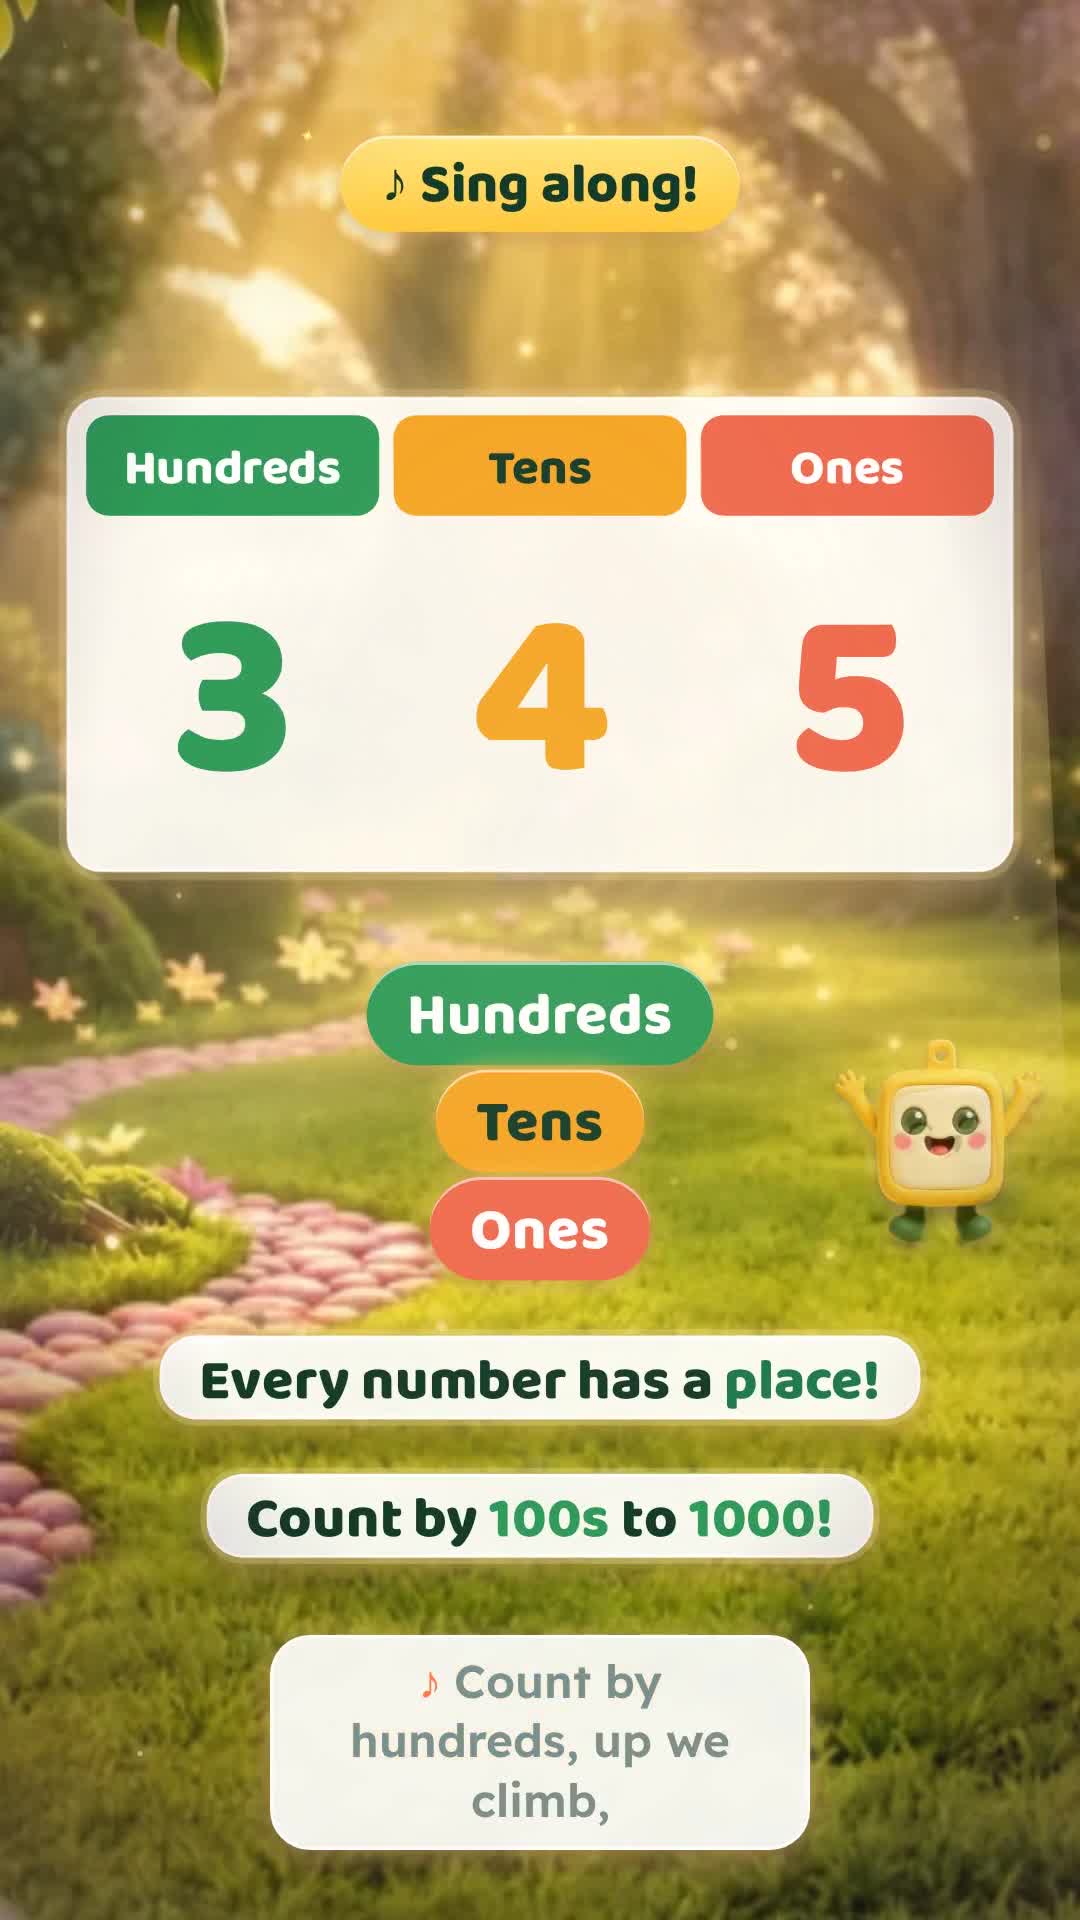 ♪ Sing along!
Hundreds Tens Ones
3 4 5
Hundreds
Tens
Ones
Every number has a place!
Count by 100s to 1000!
♪ Count by
hundreds, up we
climb,